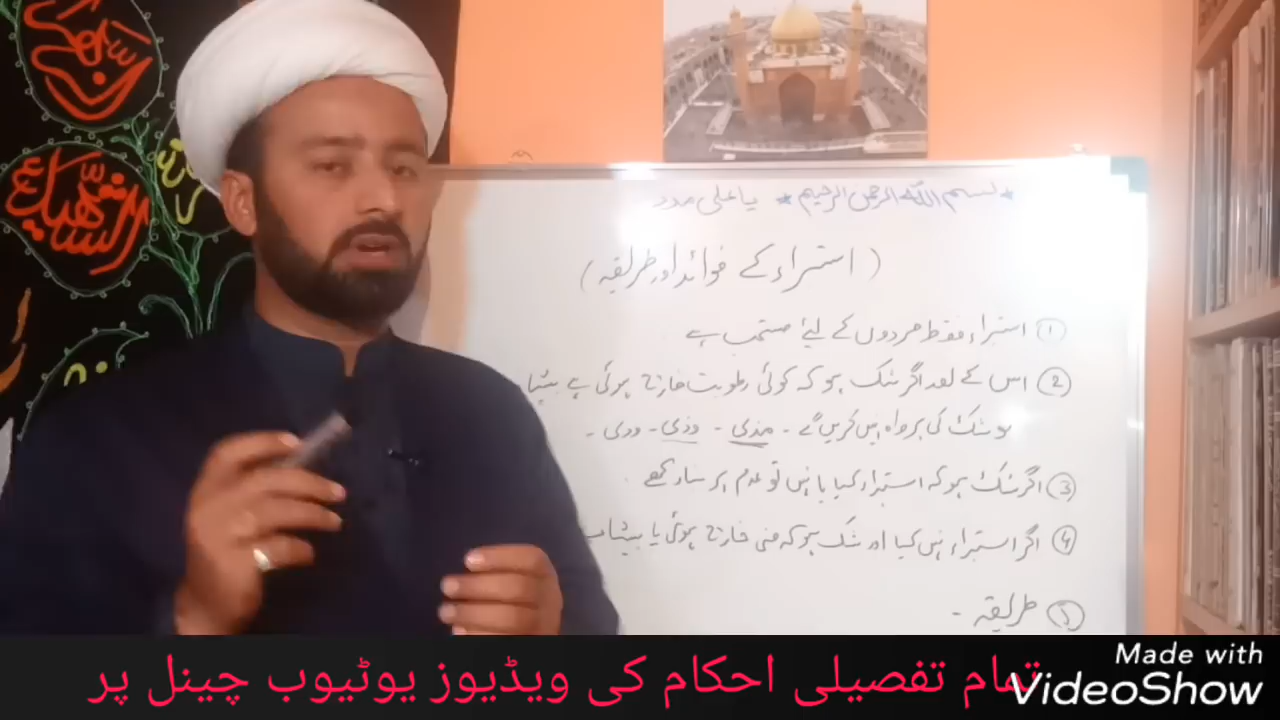 ٭ بسم اللہ الرحمن الرحیم ٭ یا علی مدد
( استبراء کے فوائد اور طریقہ )
① استبراء فقط مردوں کے لیئے مستحب ہے
② اس کے بعد اگر شک ہو کہ کوئی رطوبت خارج ہوئی ہے
تو شک کی پرواہ نہیں کریں گے - مذی - وذی - ودی -
③ اگر شک ہو کہ استبراء کیا یا نہیں تو عدم پر رکھے
④ اگر استبراء نہیں کیا اور شک ہو کہ منی خارج ہوئی یا پیشاب
⑤ طریقہ -
تمام تفصیلی احکام کی ویڈیوز یوٹیوب چینل پر
Made with
VideoShow